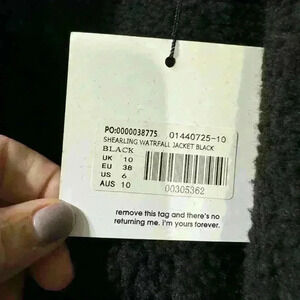 PO:0000038775 01440725-10
SHEARLING WATRFALL JACKET BLACK
BLACK
UK 10
EU 38
US 6
AUS 10
00305362
remove this tag and there's no
returning me. i'm yours forever.